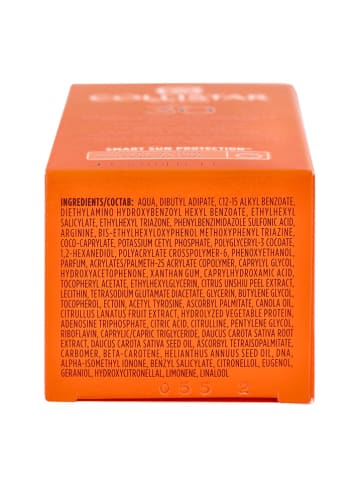 COLLISTAR
SMART SUN PROTECTION
INGREDIENTS/COCTAB: AQUA, DIBUTYL ADIPATE, C12-15 ALKYL BENZOATE,
DIETHYLAMINO HYDROXYBENZOYL HEXYL BENZOATE, ETHYLHEXYL
SALICYLATE, ETHYLHEXYL TRIAZONE, PHENYLBENZIMIDAZOLE SULFONIC ACID,
ARGININE, BIS-ETHYLHEXYLOXYPHENOL METHOXYPHENYL TRIAZINE,
COCO-CAPRYLATE, POTASSIUM CETYL PHOSPHATE, POLYGLYCERYL-3 COCOATE,
1,2-HEXANEDIOL, POLYACRYLATE CROSSPOLYMER-6, PHENOXYETHANOL,
PARFUM, ACRYLATES/PALMETH-25 ACRYLATE COPOLYMER, CAPRYLYL GLYCOL,
HYDROXYACETOPHENONE, XANTHAN GUM, CAPRYLHYDROXAMIC ACID,
TOCOPHERYL ACETATE, ETHYLHEXYLGLYCERIN, CITRUS UNSHIU PEEL EXTRACT,
LECITHIN, TETRASODIUM GLUTAMATE DIACETATE, GLYCERIN, BUTYLENE GLYCOL,
TOCOPHEROL, ECTOIN, ACETYL TYROSINE, ASCORBYL PALMITATE, CANOLA OIL,
CITRULLUS LANATUS FRUIT EXTRACT, HYDROLYZED VEGETABLE PROTEIN,
ADENOSINE TRIPHOSPHATE, CITRIC ACID, CITRULLINE, PENTYLENE GLYCOL,
RIBOFLAVIN, CAPRYLIC/CAPRIC TRIGLYCERIDE, DAUCUS CAROTA SATIVA ROOT
EXTRACT, DAUCUS CAROTA SATIVA SEED OIL, ASCORBYL TETRAISOPALMITATE,
CARBOMER, BETA-CAROTENE, HELIANTHUS ANNUUS SEED OIL, DNA,
ALPHA-ISOMETHYL IONONE, BENZYL SALICYLATE, CITRONELLOL, EUGENOL,
GERANIOL, HYDROXYCITRONELLAL, LIMONENE, LINALOOL
055 2